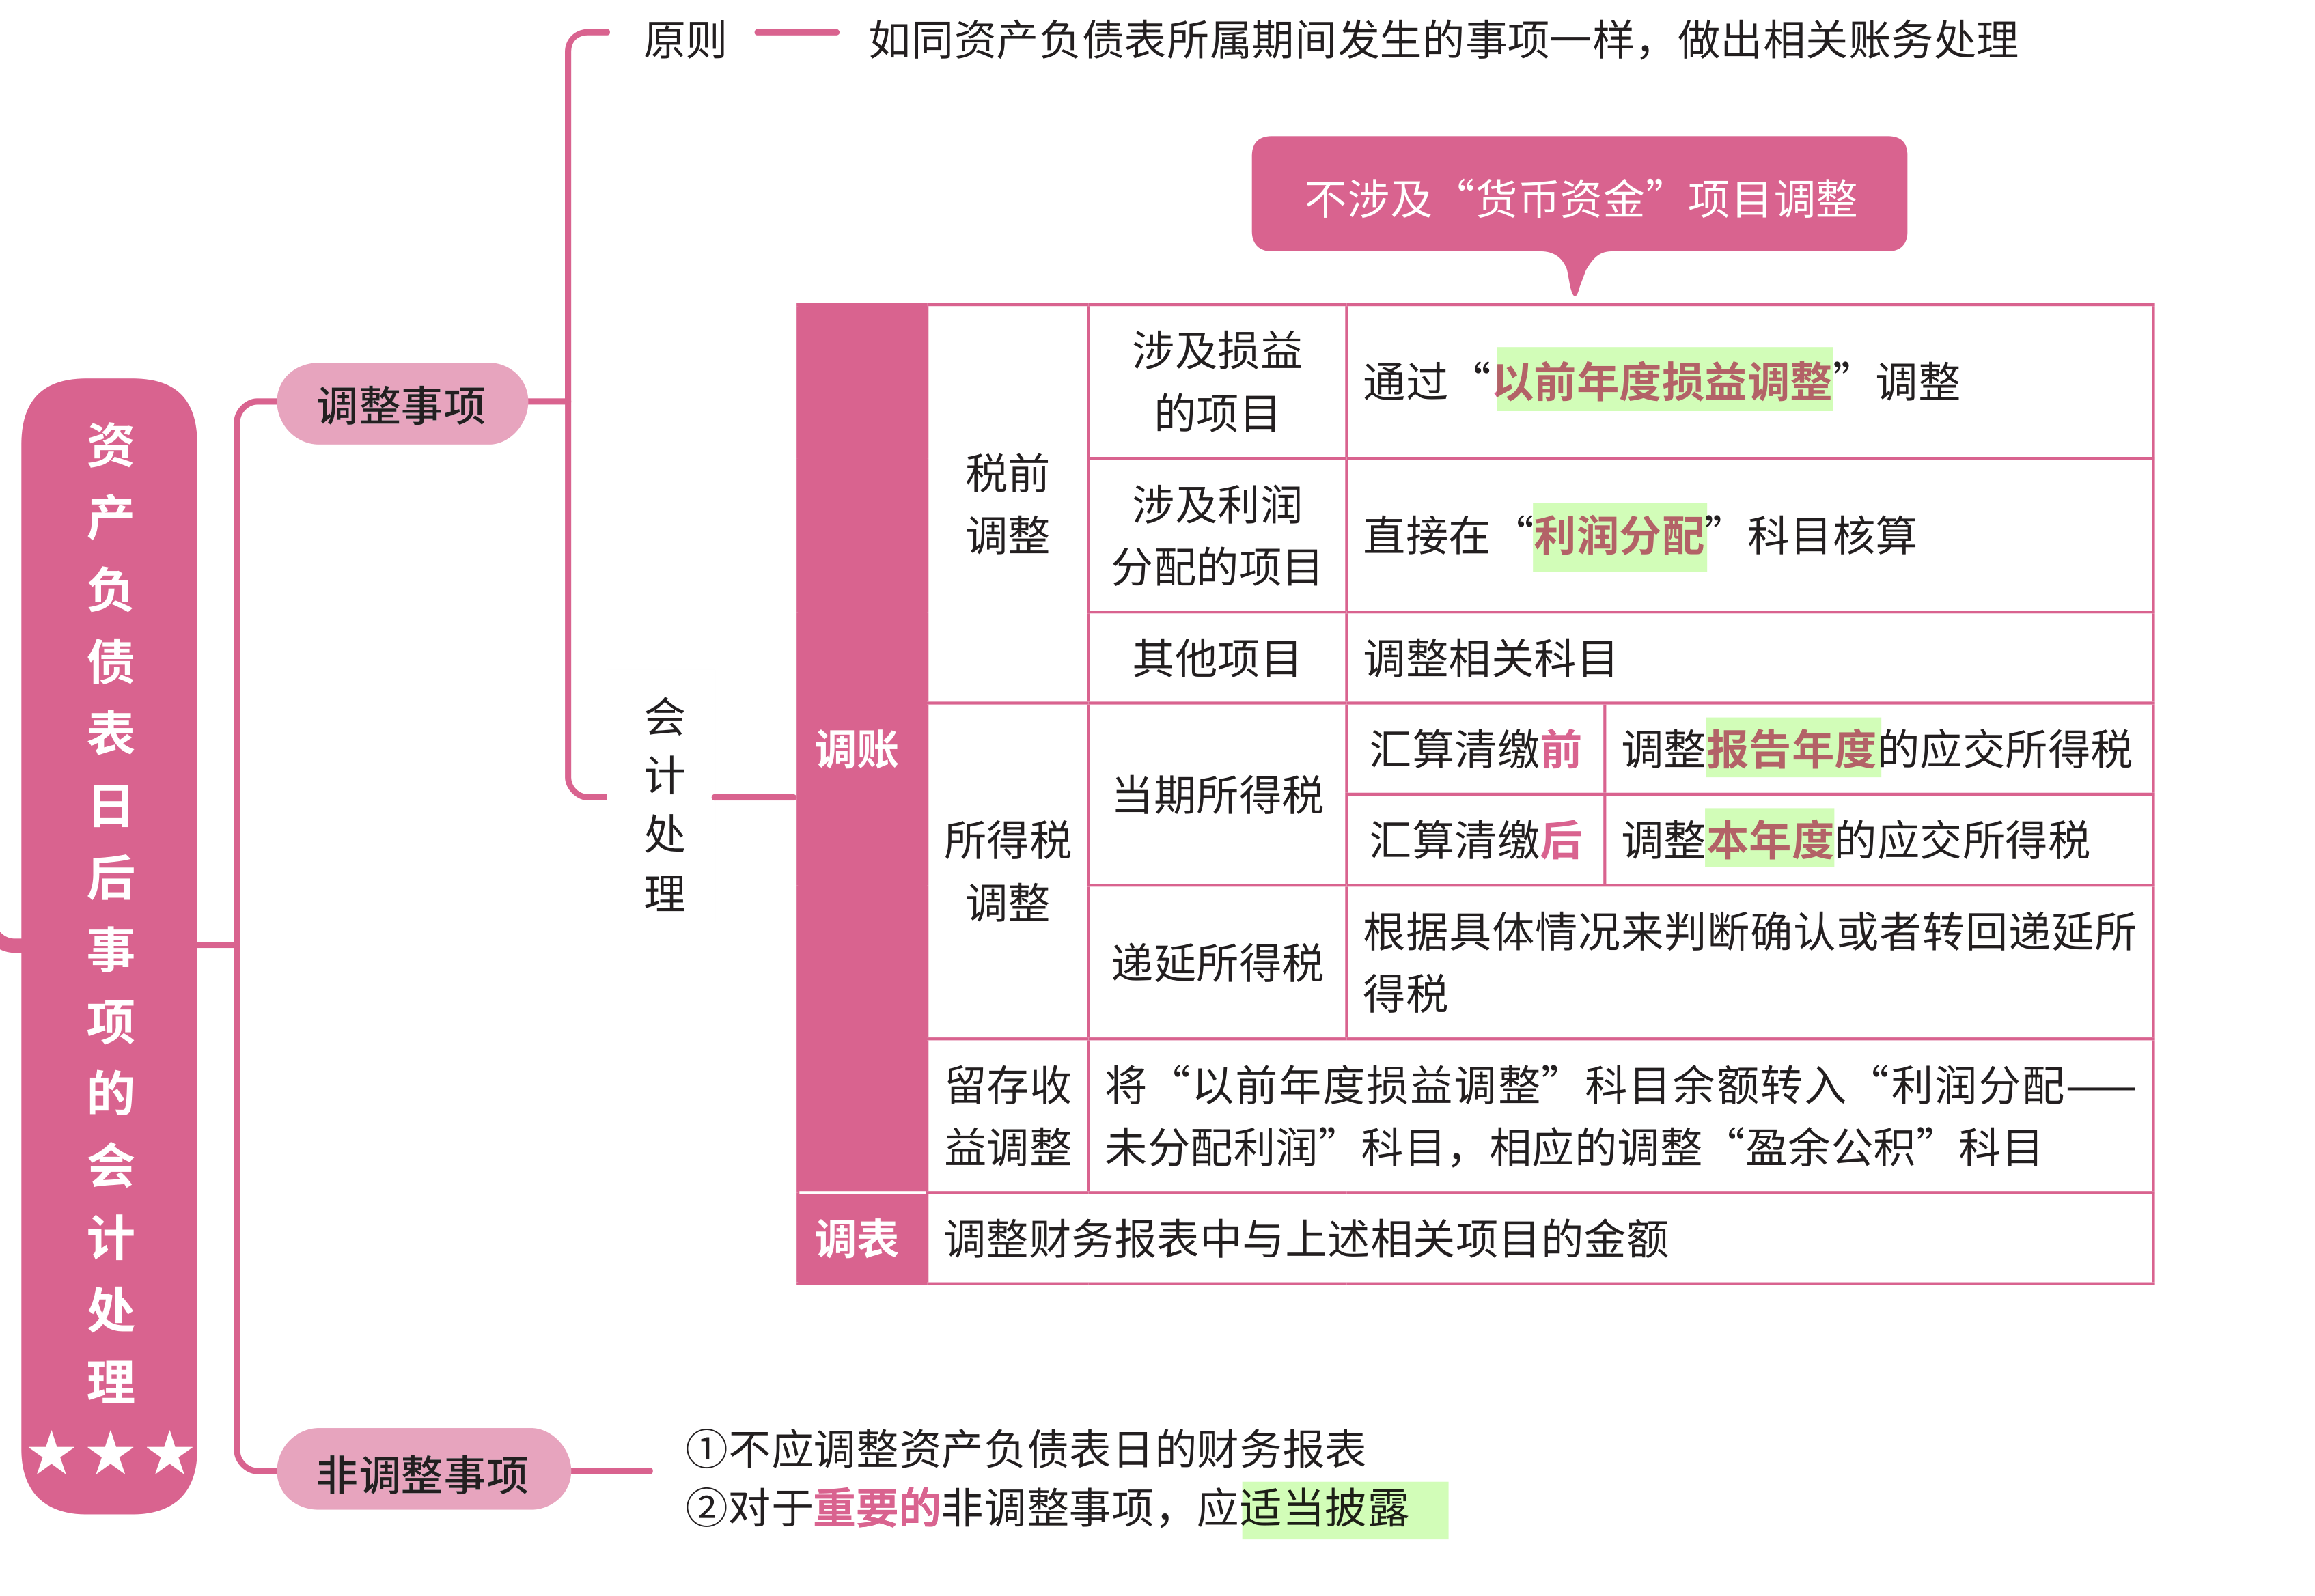 资产负债表日后事项的会计处理
★★★
调整事项
原则
如同资产负债表所属期间发生的事项一样，做出相关账务处理
会计处理
不涉及“货币资金”项目调整
调账
税前
调整
涉及损益
的项目
通过“以前年度损益调整”调整
涉及利润
分配的项目
直接在“利润分配”科目核算
其他项目
调整相关科目
所得税
调整
当期所得税
汇算清缴前
调整报告年度的应交所得税
汇算清缴后
调整本年度的应交所得税
递延所得税
根据具体情况来判断确认或者转回递延所
得税
留存收
益调整
将“以前年度损益调整”科目余额转入“利润分配——
未分配利润”科目，相应的调整“盈余公积”科目
调表
调整财务报表中与上述相关项目的金额
非调整事项
①不应调整资产负债表日的财务报表
②对于重要的非调整事项，应适当披露